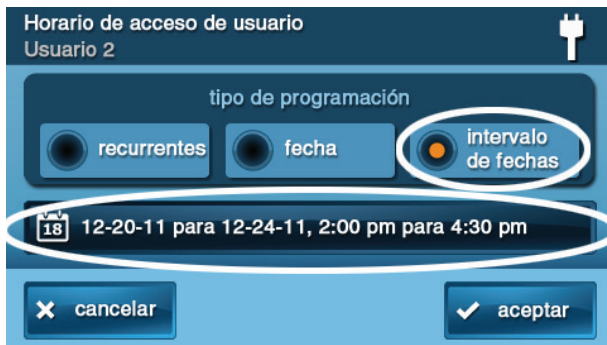 Horario de acceso de usuario
Usuario 2
tipo de programación
recurrentes
fecha
intervalo
de fechas
18
12-20-11 para 12-24-11, 2:00 pm para 4:30 pm
cancelar
aceptar